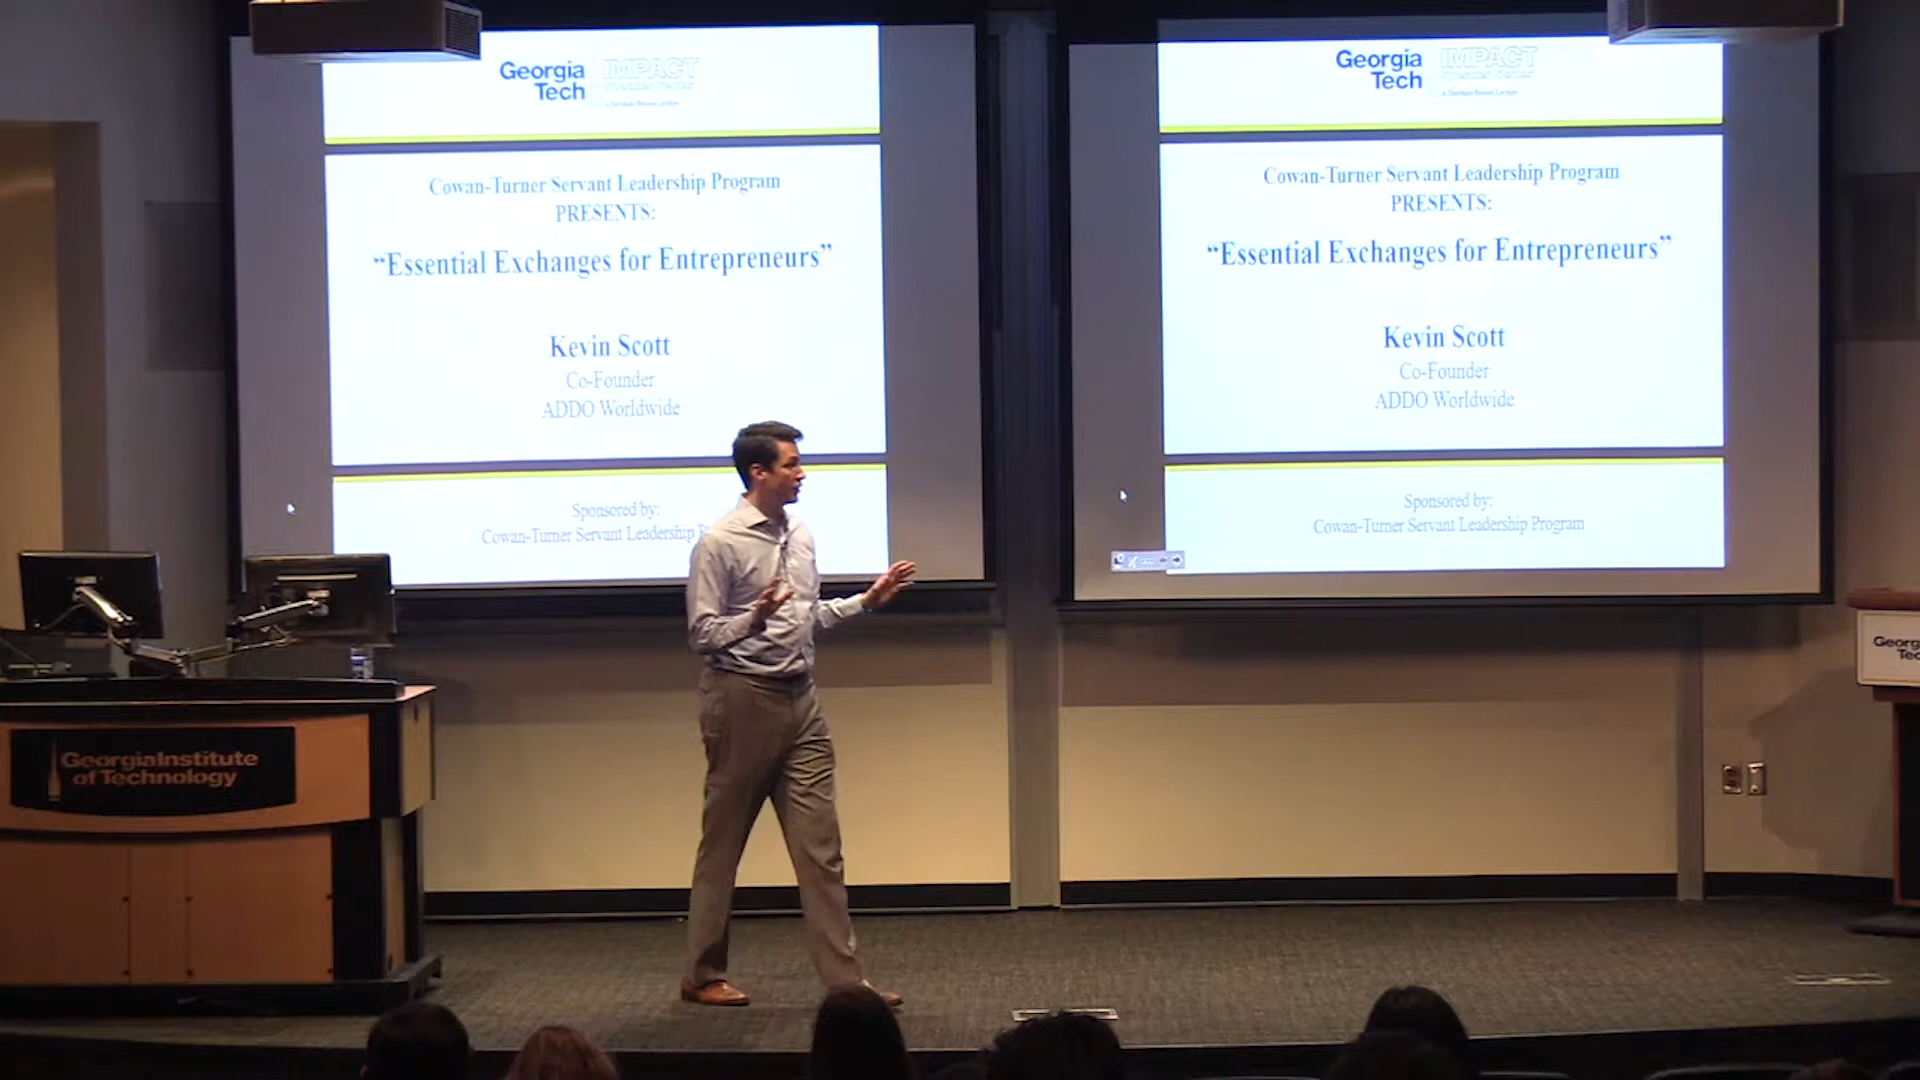 Georgia
Tech
IMPACT
Cowan-Turner Servant Leadership Program
PRESENTS:
“Essential Exchanges for Entrepreneurs”
Kevin Scott
Co-Founder
ADDO Worldwide
Sponsored by:
Cowan-Turner Servant Leadership
Georgia
Tech
IMPACT
Cowan-Turner Servant Leadership Program
PRESENTS:
“Essential Exchanges for Entrepreneurs”
Kevin Scott
Co-Founder
ADDO Worldwide
Sponsored by:
Cowan-Turner Servant Leadership Program
GeorgiaInstitute
of Technology